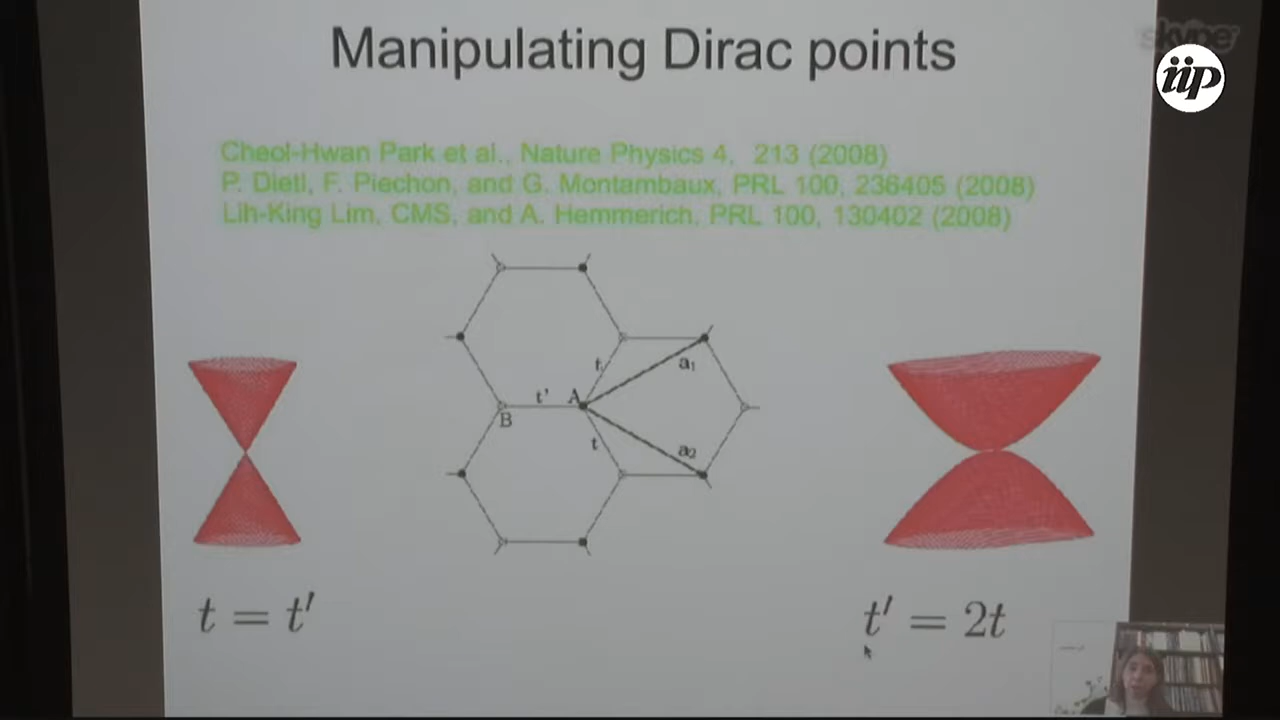 Manipulating Dirac points
skype
iip
Cheol-Hwan Park et al., Nature Physics 4, 213 (2008)
P. Dietl, F. Piechon, and G. Montambaux, PRL 100, 236405 (2008)
Lih-King Lim, CMS, and A. Hemmerich, PRL 100, 130402 (2008)
t
a₁
t'
A
B
t
a₂
t = t′
t′ = 2t